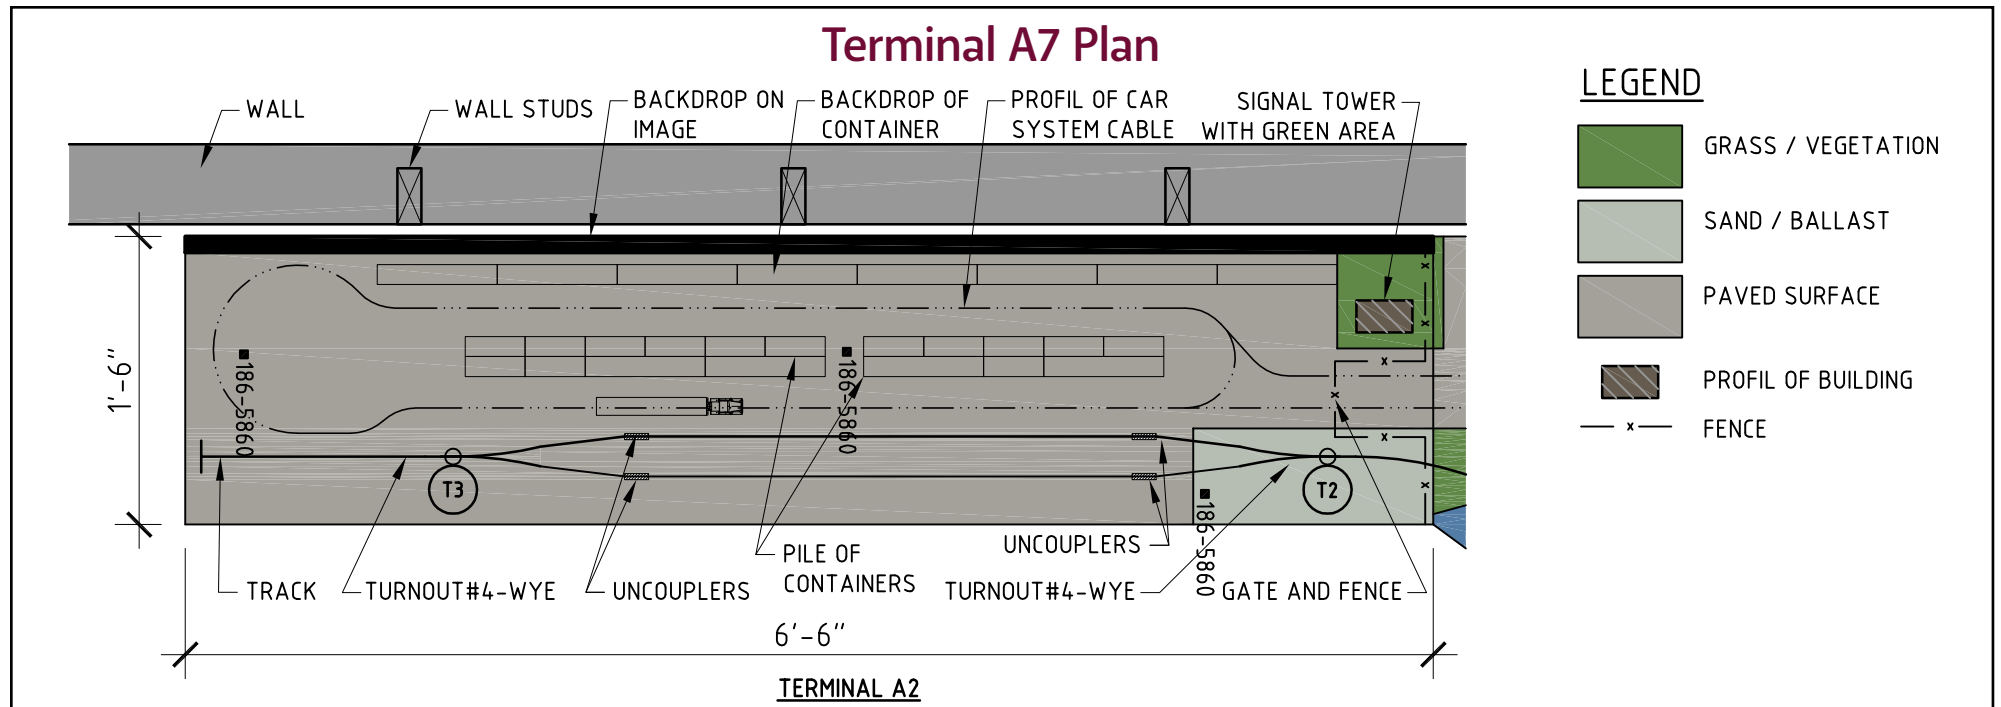 Terminal A7 Plan
WALL
WALL STUDS
BACKDROP ON
IMAGE
BACKDROP OF
CONTAINER
PROFIL OF CAR
SYSTEM CABLE
SIGNAL TOWER
WITH GREEN AREA
LEGEND
GRASS / VEGETATION
SAND / BALLAST
PAVED SURFACE
PROFIL OF BUILDING
FENCE
1'-6"
186-5860
186-5860
186-5860
T3
T2
TRACK
TURNOUT#4-WYE
UNCOUPLERS
PILE OF
CONTAINERS
UNCOUPLERS
TURNOUT#4-WYE
GATE AND FENCE
6'-6"
TERMINAL A2